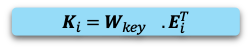 K_i = W_key . E_i^T